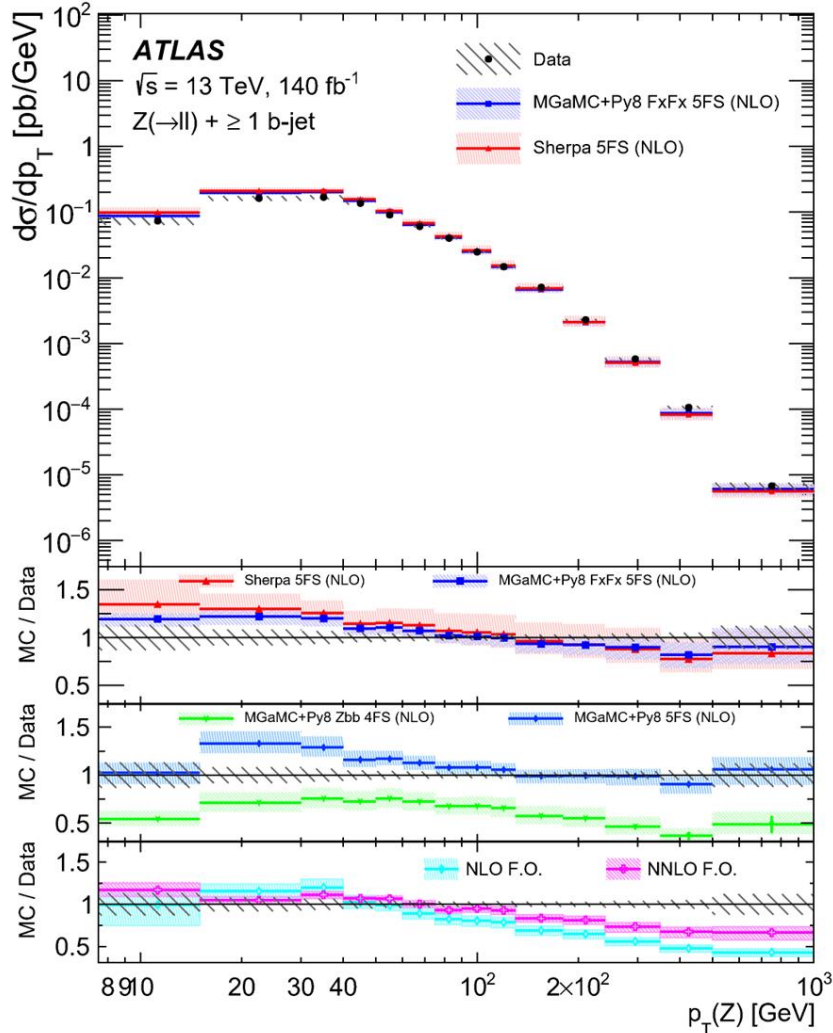 dσ/dp_T [pb/GeV]
10²
10
1
10⁻¹
10⁻²
10⁻³
10⁻⁴
10⁻⁵
10⁻⁶
ATLAS
√s = 13 TeV, 140 fb⁻¹
Z(→ll) + ≥ 1 b-jet
Data
MGaMC+Py8 FxFx 5FS (NLO)
Sherpa 5FS (NLO)
MC / Data
1.5
1
0.5
Sherpa 5FS (NLO) MGaMC+Py8 FxFx 5FS (NLO)
MC / Data
1.5
1
0.5
MGaMC+Py8 Zbb 4FS (NLO) MGaMC+Py8 5FS (NLO)
MC / Data
1.5
1
0.5
NLO F.O. NNLO F.O.
8 9 10 20 30 40 10² 2×10² 10³
p_T(Z) [GeV]